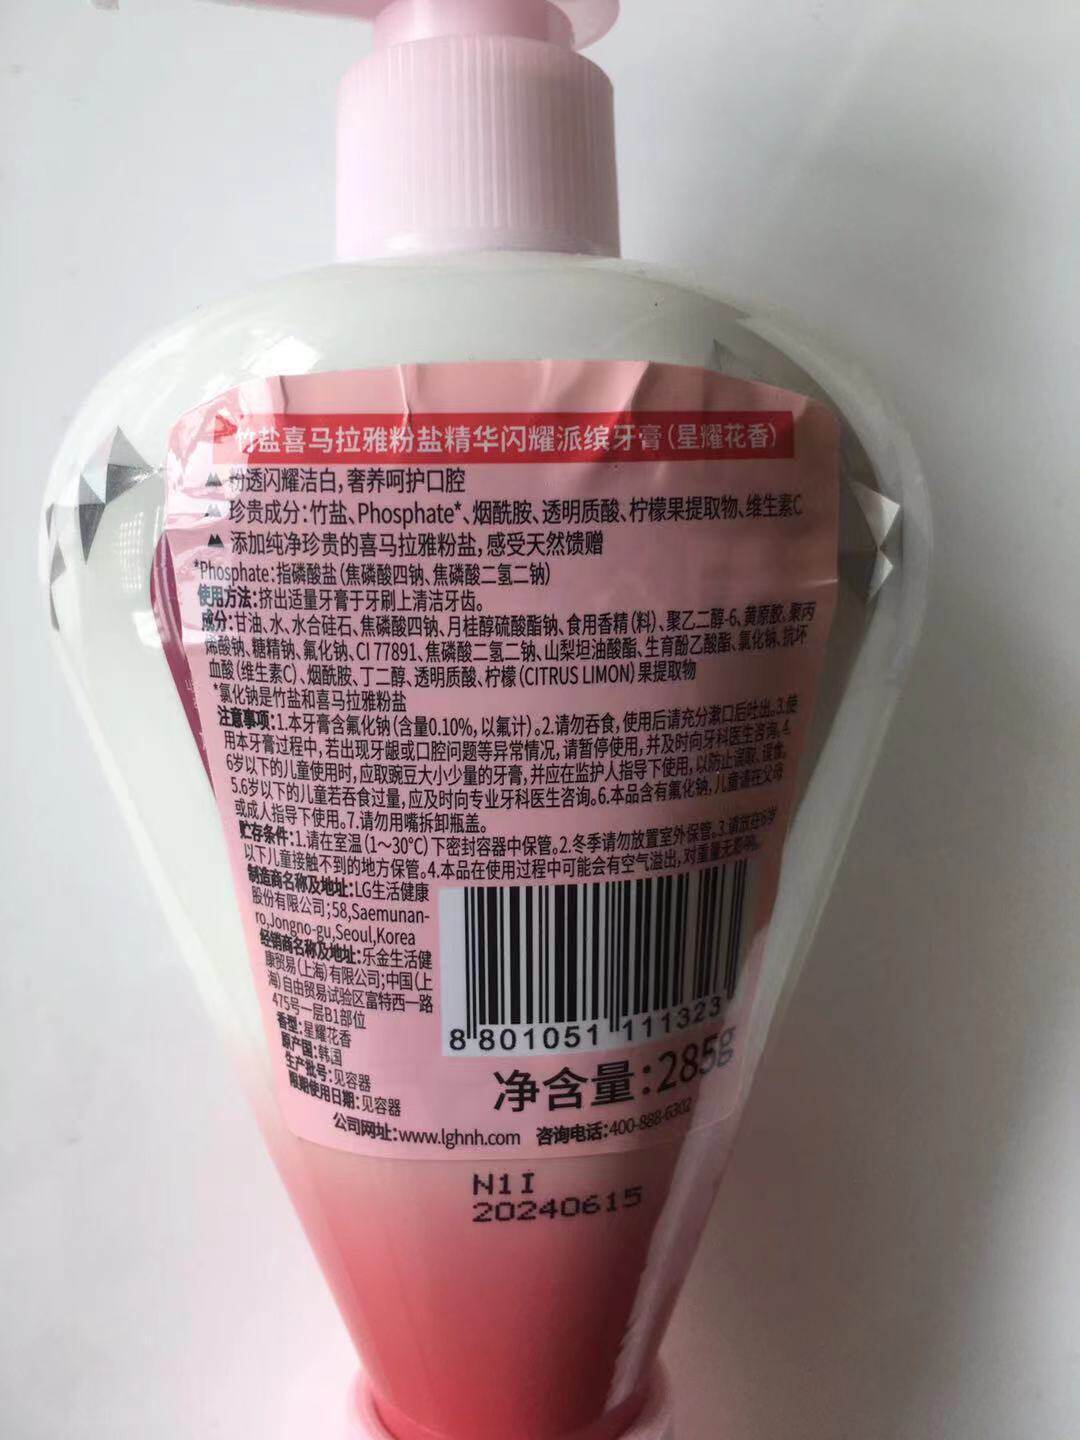 竹盐喜马拉雅粉盐精华闪耀派缤牙膏(星耀花香)
粉透闪耀洁白,奢养呵护口腔
珍贵成分:竹盐、Phosphate*、烟酰胺、透明质酸、柠檬果提取物、维生素C
添加纯净珍贵的喜马拉雅粉盐,感受天然馈赠
*Phosphate:指磷酸盐(焦磷酸四钠、焦磷酸二氢二钠)
使用方法:挤出适量牙膏于牙刷上清洁牙齿。
成分:甘油、水、水合硅石、焦磷酸四钠、月桂醇硫酸酯钠、食用香精(料)、聚乙二醇-6、黄原胶、聚丙
烯酸钠、糖精钠、氟化钠、CI 77891、焦磷酸二氢二钠、山梨坦油酸酯、生育酚乙酸酯、氯化钠、抗坏
血酸(维生素C)、烟酰胺、丁二醇、透明质酸、柠檬(CITRUS LIMON)果提取物
*氯化钠是竹盐和喜马拉雅粉盐
注意事项:1.本牙膏含氟化钠(含量0.10%,以氟计)。2.请勿吞食,使用后请充分漱口后吐出。3.使
用本牙膏过程中,若出现牙龈或口腔问题等异常情况,请暂停使用,并及时向牙科医生咨询。4.
6岁以下的儿童使用时,应取豌豆大小少量的牙膏,并应在监护人指导下使用,以防止误取、误食。
5.6岁以下的儿童若吞食过量,应及时向专业牙科医生咨询。6.本品含有氟化钠,儿童请在父母
或成人指导下使用。7.请勿用嘴拆卸瓶盖。
贮存条件:1.请在室温(1~30℃)下密封容器中保管。2.冬季请勿放置室外保管。3.请放在6岁
以下儿童接触不到的地方保管。4.本品在使用过程中可能会有空气溢出,对重量无影响。
制造商名称及地址:LG生活健康
股份有限公司;58,Saemunan-
ro,Jongno-gu,Seoul,Korea
经销商名称及地址:乐金生活健
康贸易(上海)有限公司;中国(上
海)自由贸易试验区富特西一路
475号一层B1部位
香型:星耀花香
原产国:韩国
生产批号:见容器
限期使用日期:见容器
8 801051 111323
净含量:285g
公司网址:www.lghnh.com 咨询电话:400-888-6302
N1I
20240615